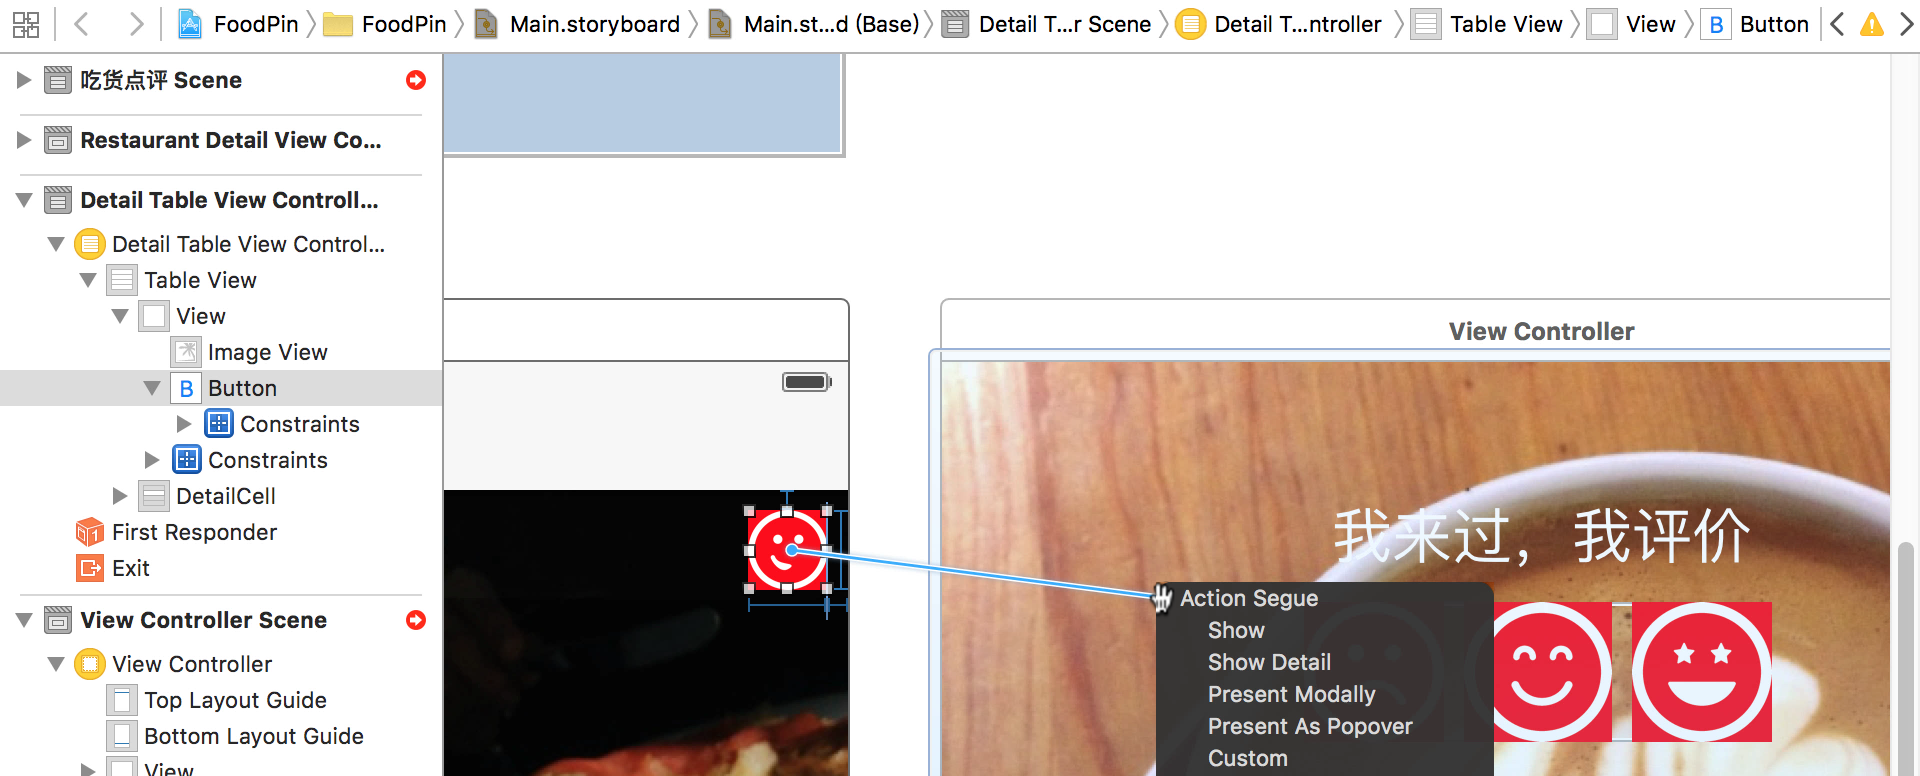 FoodPin FoodPin Main.storyboard Main.st...d (Base) Detail T...r Scene Detail T...ntroller Table View View B Button
吃货点评 Scene
Restaurant Detail View Co...
Detail Table View Controll...
Detail Table View Control...
Table View
View
Image View
B Button
Constraints
Constraints
DetailCell
First Responder
Exit
View Controller Scene
View Controller
Top Layout Guide
Bottom Layout Guide
View
View Controller
我来过，我评价
Action Segue
Show
Show Detail
Present Modally
Present As Popover
Custom